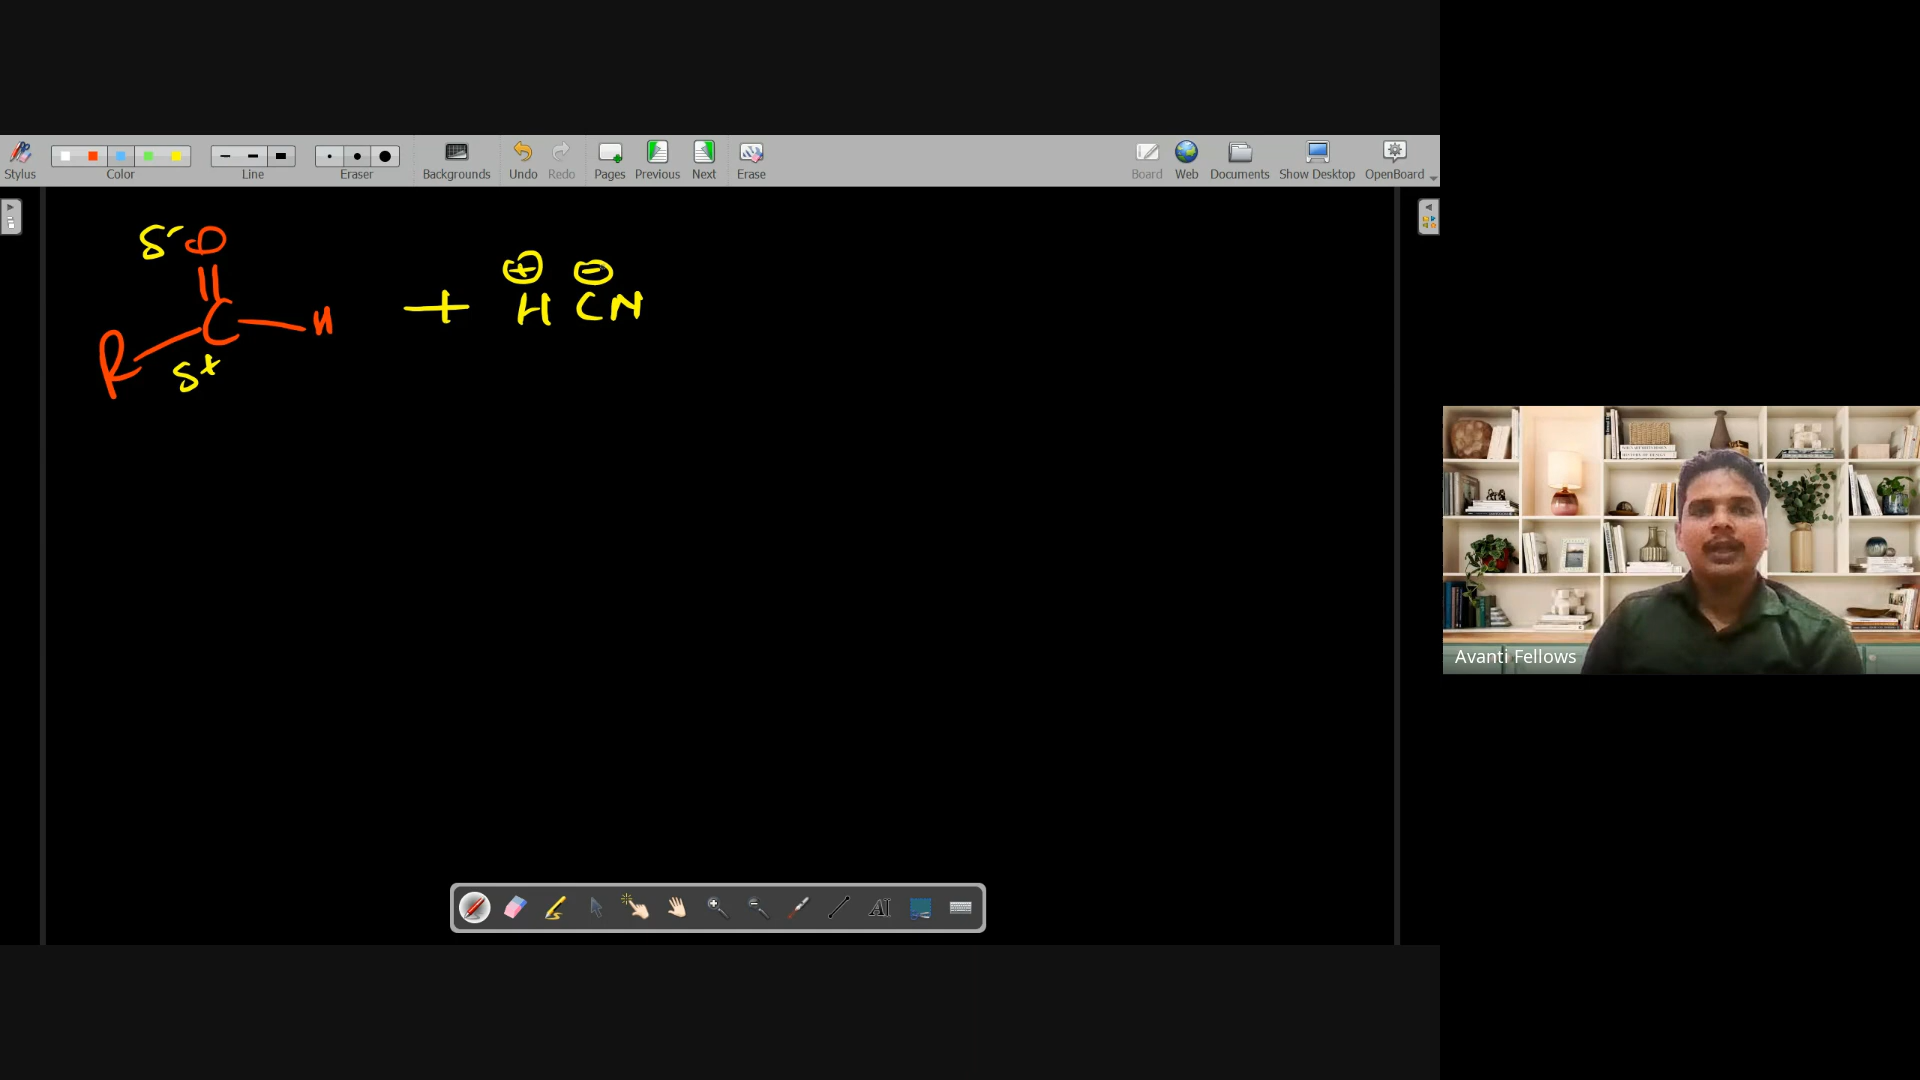 Stylus Color Line Eraser Backgrounds Undo Redo Pages Previous Next Erase Board Web Documents Show Desktop OpenBoard
δ- O
⊕ ⊖
|| 
C - H + H CN
R δ+
AI
Avanti Fellows